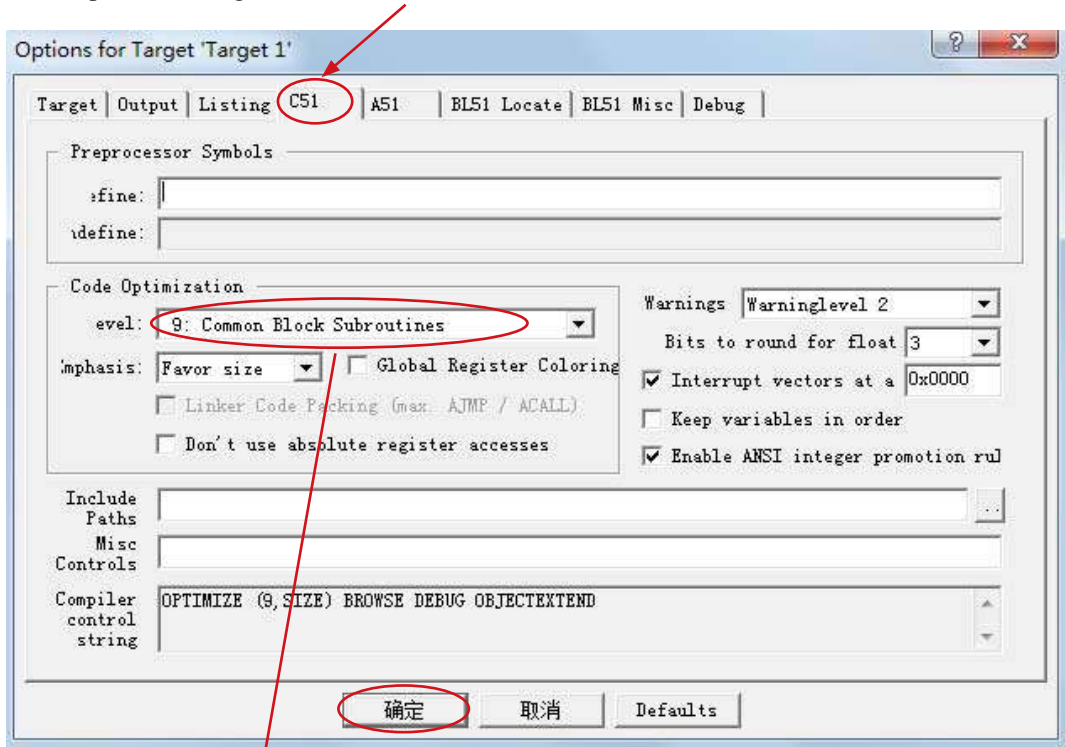 Options for Target 'Target 1'
Target Output Listing C51 A51 BL51 Locate BL51 Misc Debug
Preprocessor Symbols
efine:
ndefine:
Code Optimization
evel: 9: Common Block Subroutines
Emphasis: Favor size Global Register Coloring
Linker Code Packing (max. AJMP / ACALL)
Don't use absolute register accesses
Warnings Warninglevel 2
Bits to round for float 3
Interrupt vectors at a 0x0000
Keep variables in order
Enable ANSI integer promotion rul
Include Paths
..
Misc Controls
Compiler control string
OPTIMIZE (9,SIZE) BROWSE DEBUG OBJECTEXTEND
确定 取消 Defaults